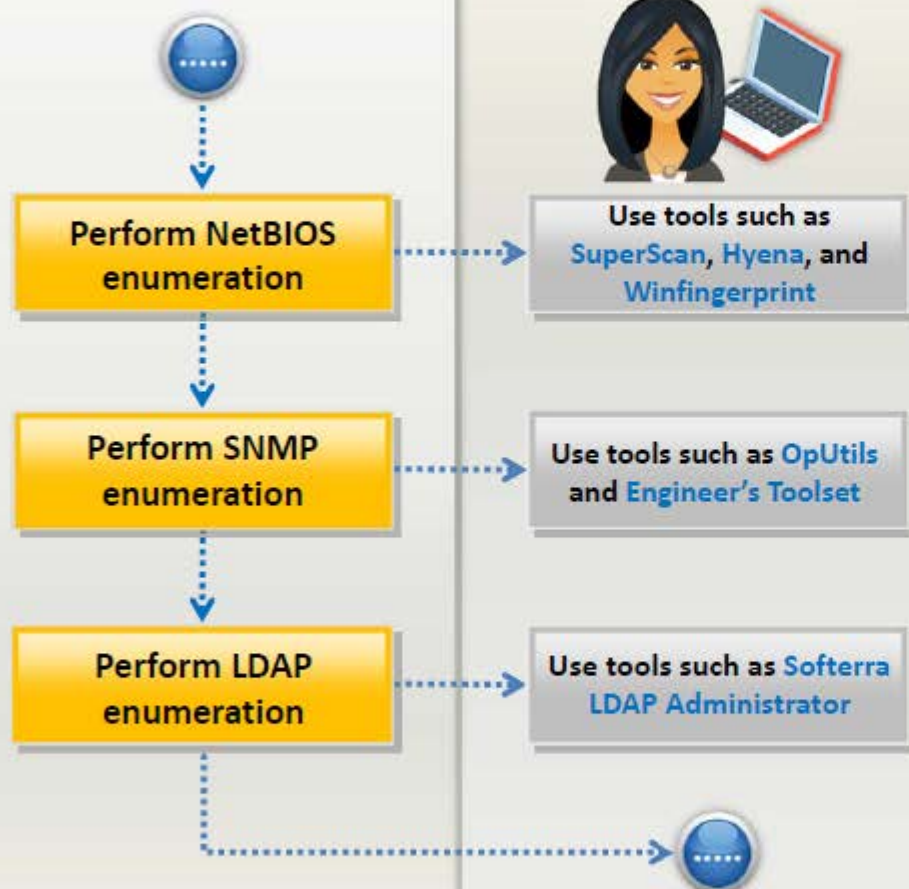 Perform NetBIOS
enumeration
Use tools such as
SuperScan, Hyena, and
Winfingerprint
Perform SNMP
enumeration
Use tools such as OpUtils
and Engineer's Toolset
Perform LDAP
enumeration
Use tools such as Softerra
LDAP Administrator